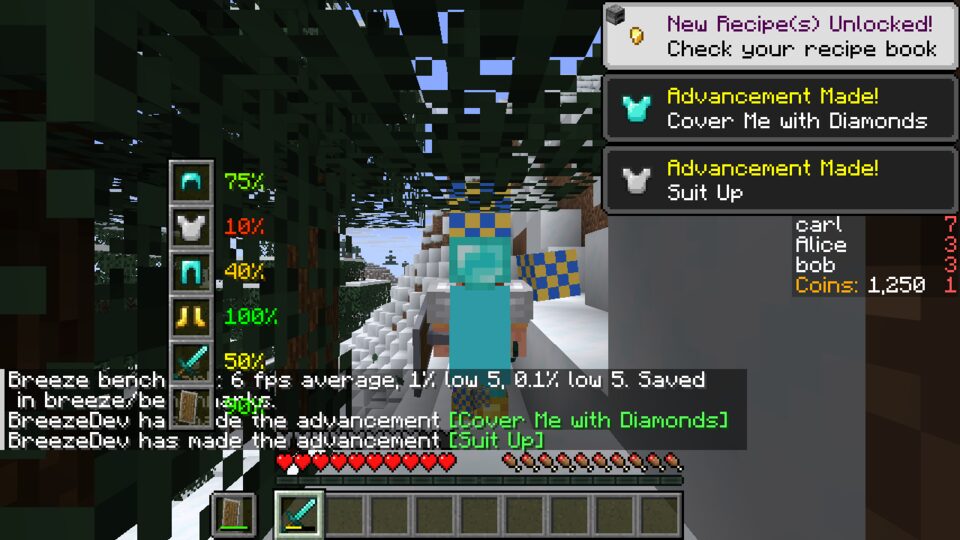 New Recipe(s) Unlocked!
Check your recipe book
Advancement Made!
Cover Me with Diamonds
Advancement Made!
Suit Up
carl 7
Alice 3
bob 3
Coins: 1,250 1
75%
10%
40%
100%
50%
90%
Breeze bench : 6 fps average, 1% low 5, 0.1% low 5. Saved
in breeze/be marks.
BreezeDev ha de the advancement [Cover Me with Diamonds]
BreezeDev has made the advancement [Suit Up]